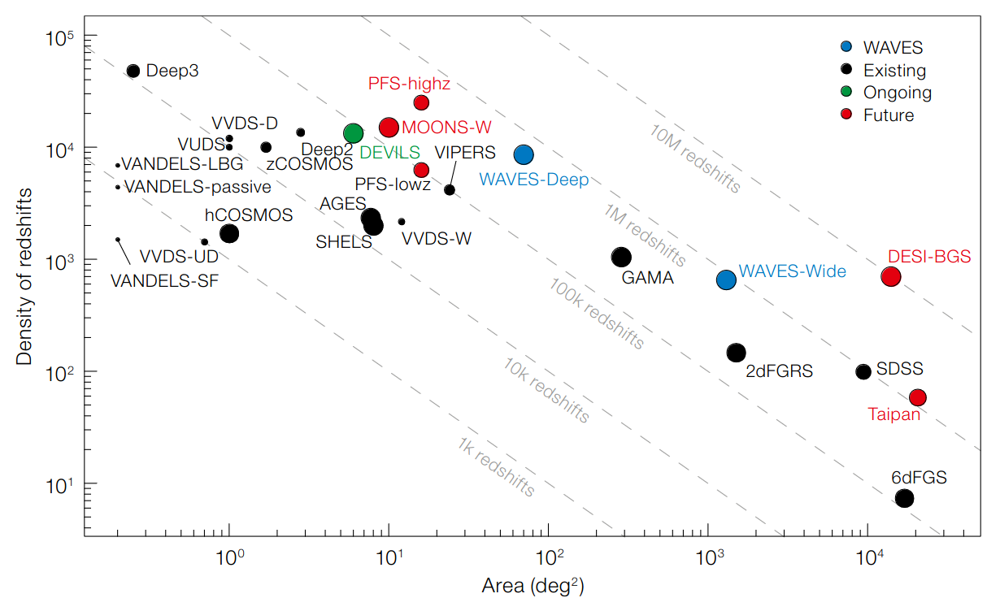 10⁵
10⁴
10³
10²
10¹
Density of redshifts
10⁰
10¹
10²
10³
10⁴
Area (deg²)
WAVES
Existing
Ongoing
Future
Deep3
PFS-highz
VVDS-D
MOONS-W
VUDS
Deep2
DEVILS
VIPERS
VANDELS-LBG
zCOSMOS
WAVES-Deep
VANDELS-passive
PFS-lowz
AGES
hCOSMOS
SHELS
VVDS-W
VVDS-UD
VANDELS-SF
GAMA
WAVES-Wide
DESI-BGS
2dFGRS
SDSS
Taipan
6dFGS
10M redshifts
1M redshifts
100k redshifts
10k redshifts
1k redshifts